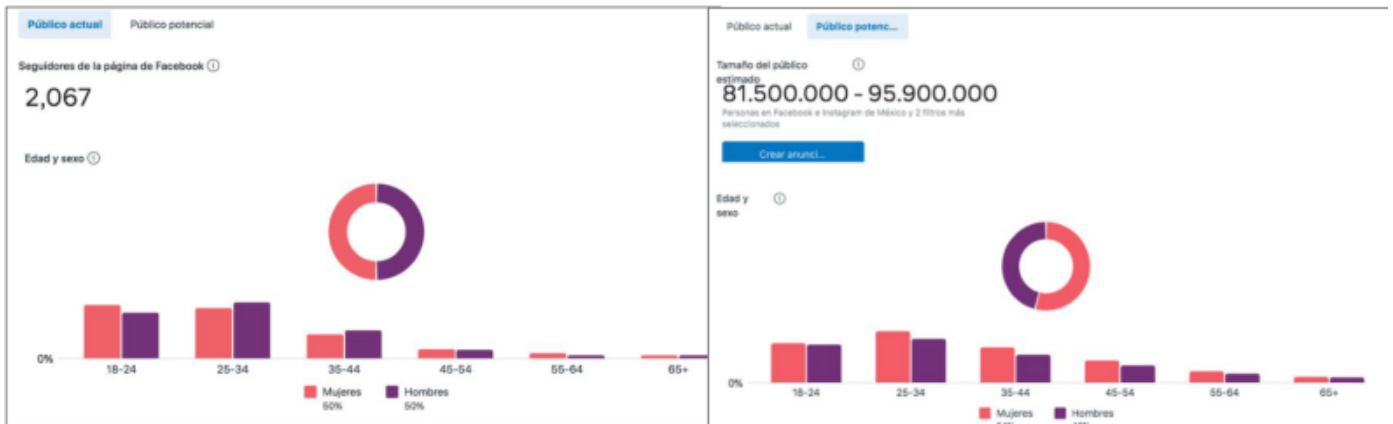 Público actual Público potencial
Seguidores de la página de Facebook
2,067
Edad y sexo
0%
18-24 25-34 35-44 45-54 55-64 65+
Mujeres Hombres
50% 50%
Público actual Público potenc...
Tamaño del público
estimado
81.500.000 - 95.900.000
Personas en Facebook e Instagram de México y 2 filtros más
seleccionados
Crear anunci...
Edad y
sexo
0%
18-24 25-34 35-44 45-54 55-64 65+
Mujeres Hombres